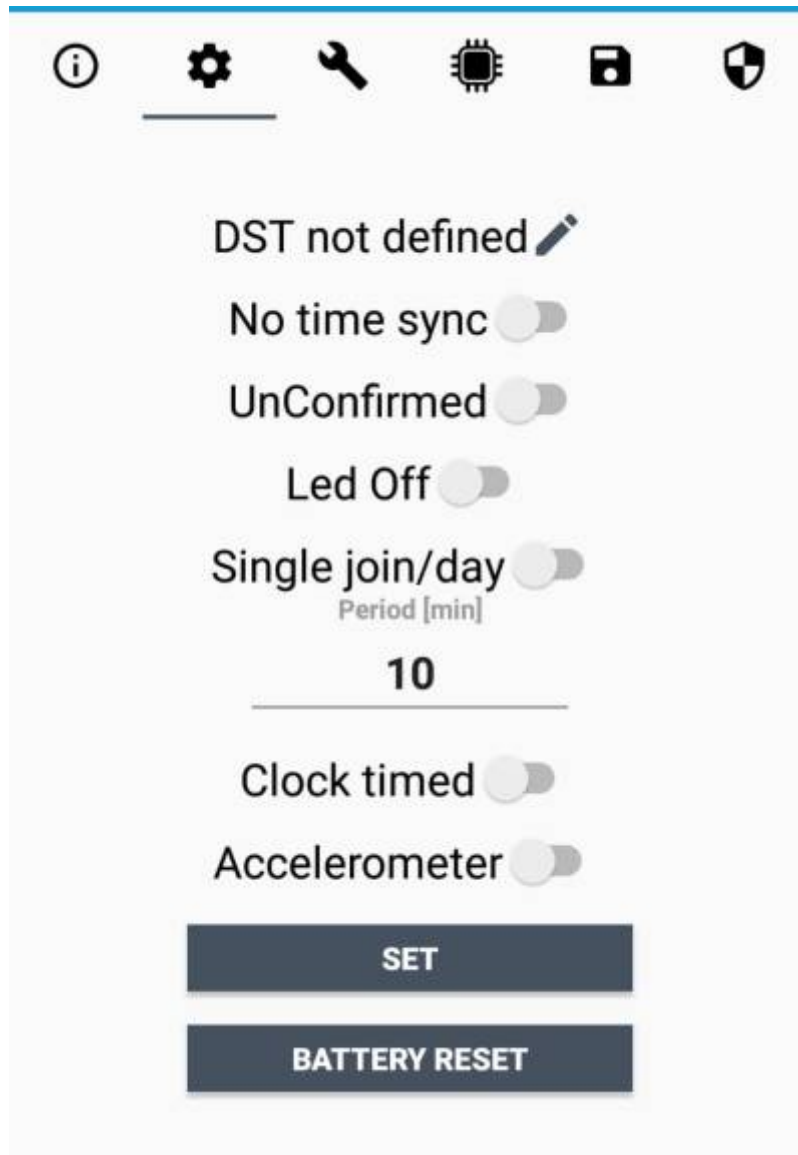 DST not defined
No time sync
UnConfirmed
Led Off
Single join/day
Period [min]
10
Clock timed
Accelerometer
SET
BATTERY RESET